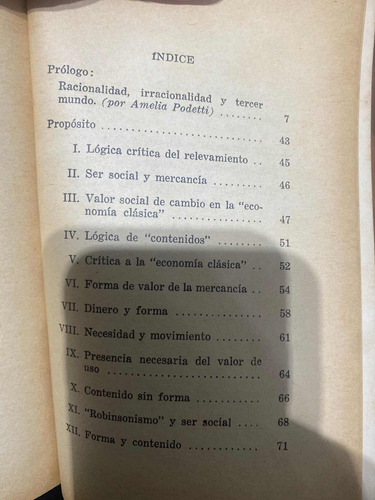 ÍNDICE
Prólogo:
Racionalidad, irracionalidad y tercer
mundo. (por Amelia Podetti) ........ 7
Propósito ........................ 43
I. Lógica crítica del relevamiento .. 45
II. Ser social y mercancía ......... 46
III. Valor social de cambio en la "eco-
nomía clásica" ................ 47
IV. Lógica de "contenidos" ......... 51
V. Crítica a la "economía clásica" .. 52
VI. Forma de valor de la mercancía .. 54
VII. Dinero y forma ............... 58
VIII. Necesidad y movimiento ........ 61
IX. Presencia necesaria del valor de
uso ......................... 64
X. Contenido sin forma ........... 66
XI. "Robinsonismo" y ser social .... 68
XII. Forma y contenido ............ 71